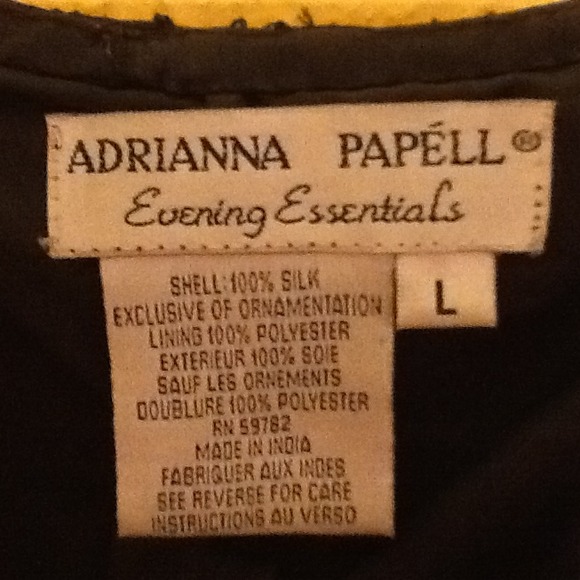 ADRIANNA PAPÉLL®
Evening Essentials
L
SHELL: 100% SILK
EXCLUSIVE OF ORNAMENTATION
LINING 100% POLYESTER
EXTERIEUR 100% SOIE
SAUF LES ORNEMENTS
DOUBLURE 100% POLYESTER
RN 59782
MADE IN INDIA
FABRIQUER AUX INDES
SEE REVERSE FOR CARE
INSTRUCTIONS AU VERSO